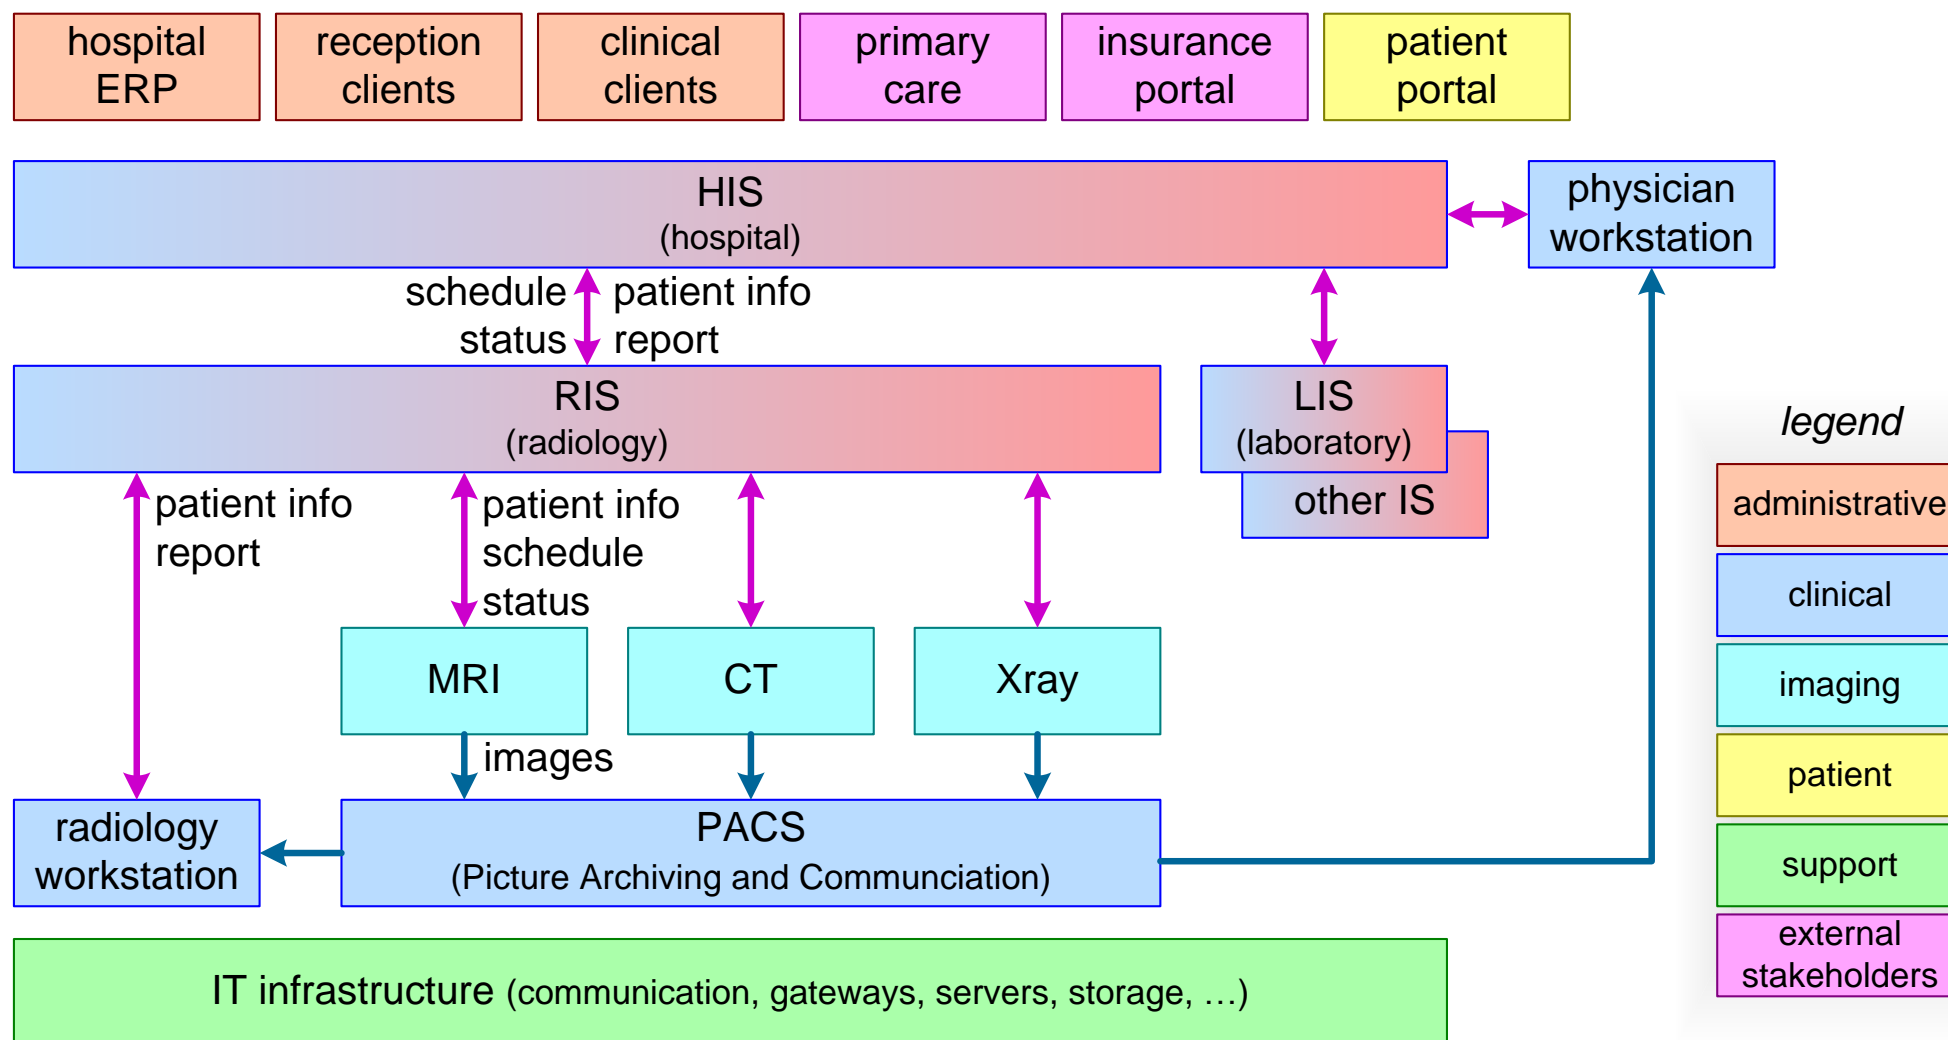 hospital
ERP
reception
clients
clinical
clients
primary
care
insurance
portal
patient
portal
HIS
(hospital)
physician
workstation
schedule
status
patient info
report
RIS
(radiology)
LIS
(laboratory)
other IS
patient info
report
patient info
schedule
status
MRI
CT
Xray
images
radiology
workstation
PACS
(Picture Archiving and Communciation)
IT infrastructure (communication, gateways, servers, storage, …)
legend
administrative
clinical
imaging
patient
support
external
stakeholders